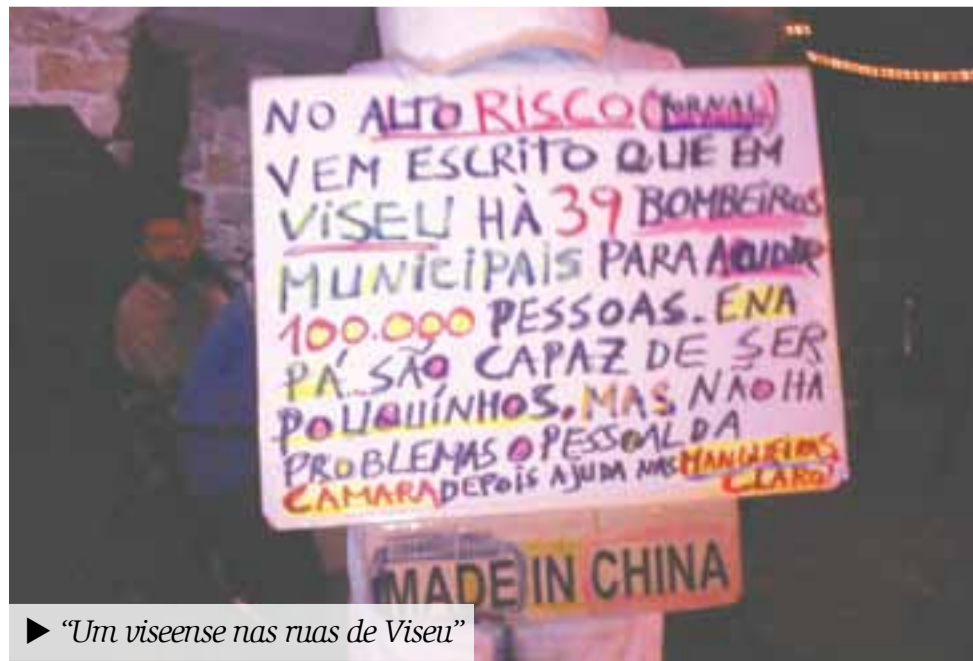 NO ALTO RISCO (JORNAL)
VEM ESCRITO QUE EM
VISEU HÀ 39 BOMBEIROS
MUNICIPAIS PARA ACUDIR
100.000 PESSOAS. ENA
PÁ SÃO CAPAZ DE SER
POUQUÍNHOS. MAS NÃO HÁ
PROBLEMAS O PESSOAL DA
CAMARA DEPOIS AJUDA NAS MANGUEIRAS
CLARO!
MADE IN CHINA
▶ “Um viseense nas ruas de Viseu”